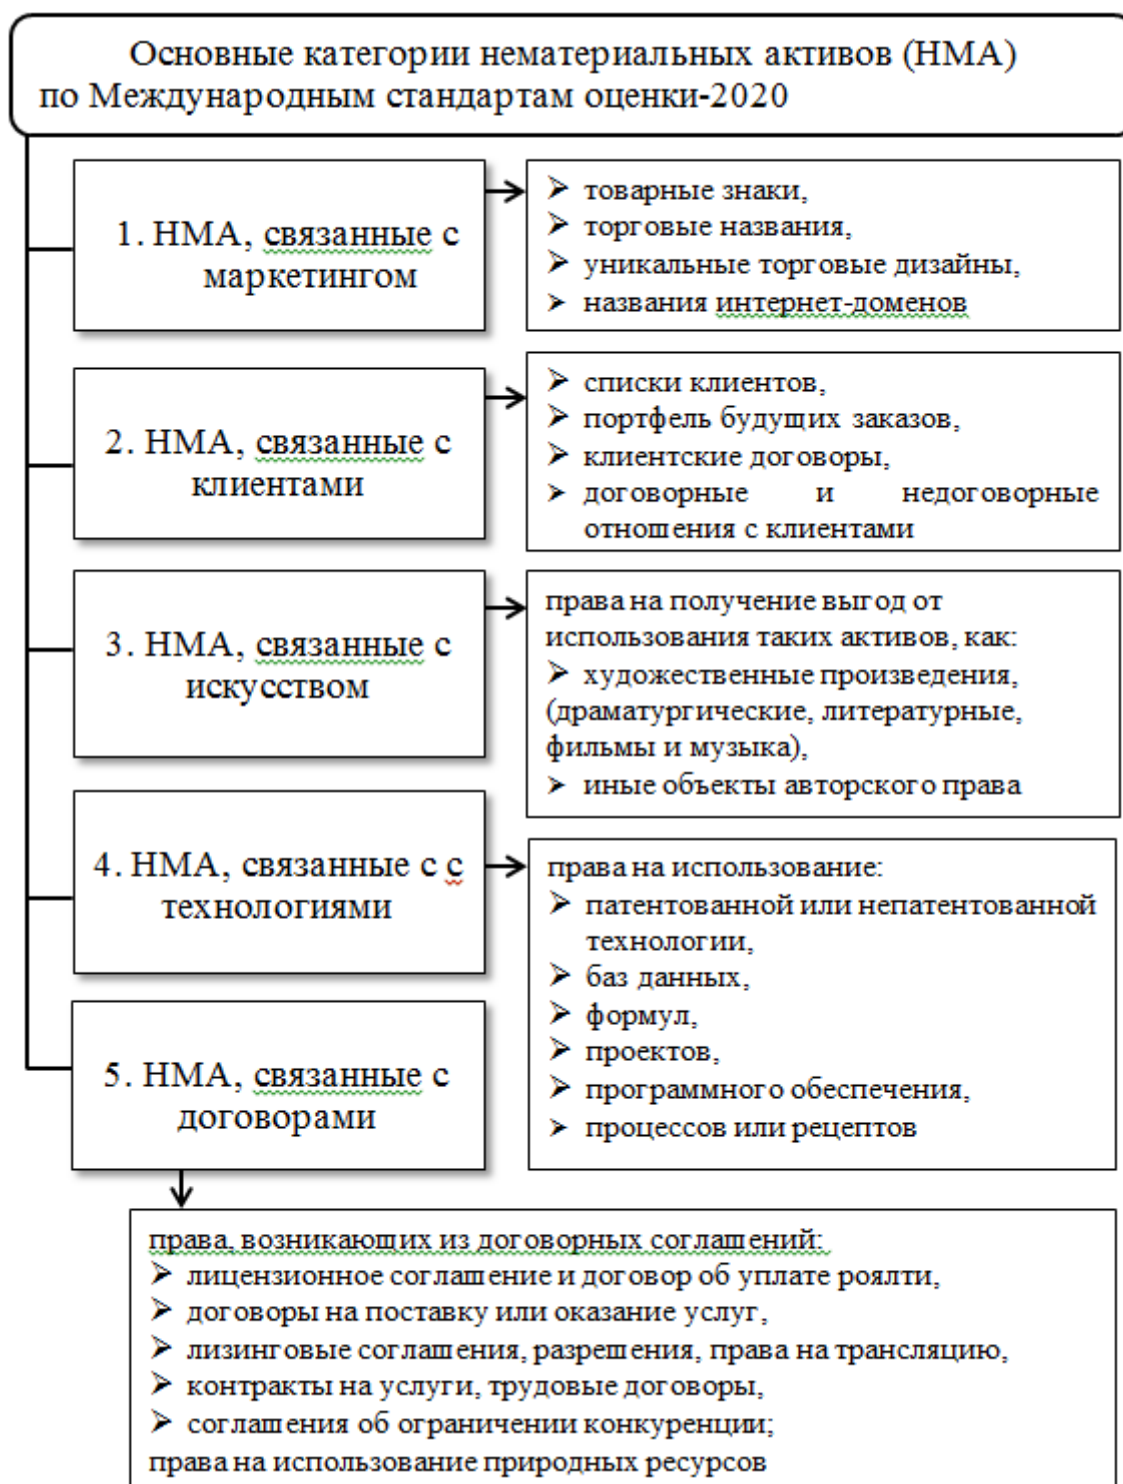 Основные категории нематериальных активов (НМА)
по Международным стандартам оценки-2020
1. НМА, связанные с
маркетингом
➢ товарные знаки,
➢ торговые названия,
➢ уникальные торговые дизайны,
➢ названия интернет-доменов
2. НМА, связанные с
клиентами
➢ списки клиентов,
➢ портфель будущих заказов,
➢ клиентские договоры,
➢ договорные и недоговорные
отношения с клиентами
3. НМА, связанные с
искусством
права на получение выгод от
использования таких активов, как:
➢ художественные произведения,
(драматургические, литературные,
фильмы и музыка),
➢ иные объекты авторского права
4. НМА, связанные с с
технологиями
права на использование:
➢ патентованной или непатентованной
технологии,
➢ баз данных,
➢ формул,
➢ проектов,
➢ программного обеспечения,
➢ процессов или рецептов
5. НМА, связанные с
договорами
права, возникающих из договорных соглашений:
➢ лицензионное соглашение и договор об уплате роялти,
➢ договоры на поставку или оказание услуг,
➢ лизинговые соглашения, разрешения, права на трансляцию,
➢ контракты на услуги, трудовые договоры,
➢ соглашения об ограничении конкуренции;
права на использование природных ресурсов